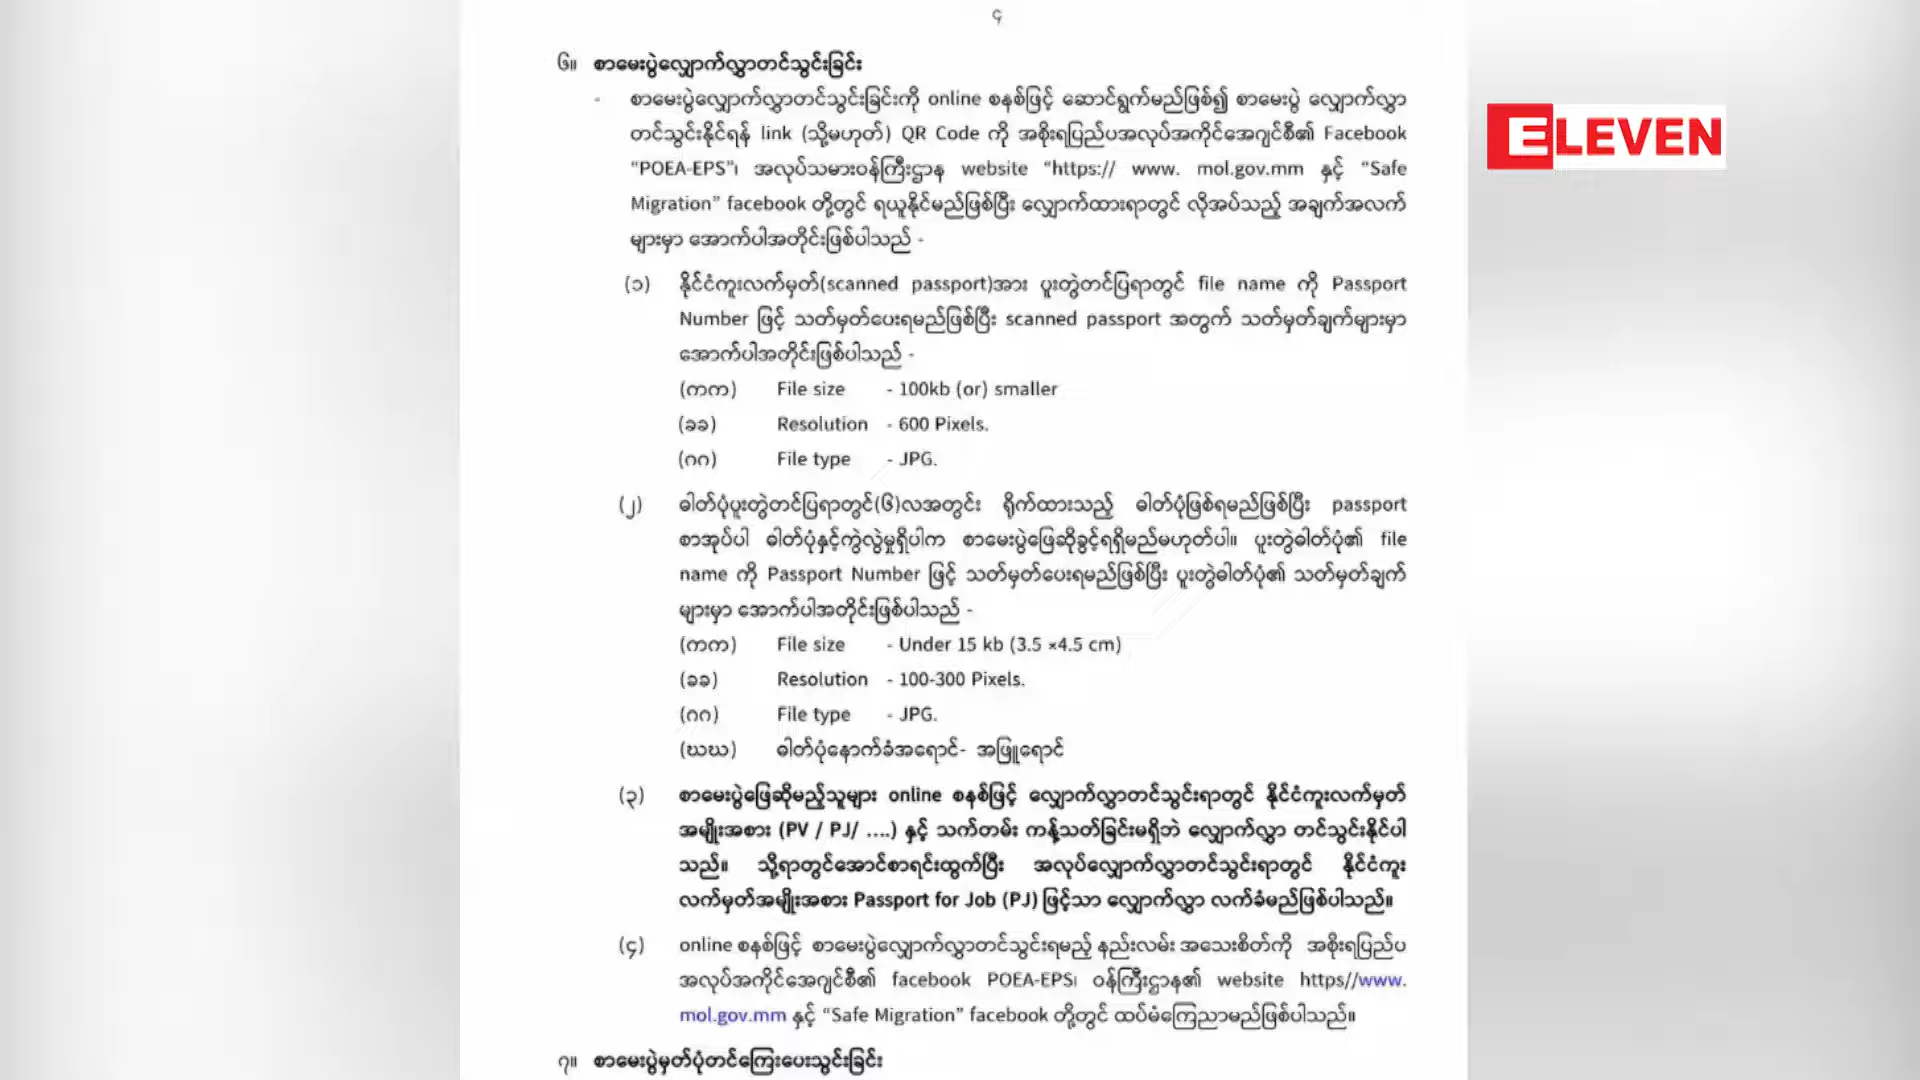 ၄
၆။ စာမေးပွဲလျှောက်လွှာတင်သွင်းခြင်း
- စာမေးပွဲလျှောက်လွှာတင်သွင်းခြင်းကို online စနစ်ဖြင့် ဆောင်ရွက်မည်ဖြစ်၍ စာမေးပွဲ လျှောက်လွှာ
တင်သွင်းနိုင်ရန် link (သို့မဟုတ်) QR Code ကို အစိုးရပြည်ပအလုပ်အကိုင်အေဂျင်စီ၏ Facebook
“POEA-EPS”၊ အလုပ်သမားဝန်ကြီးဌာန website “https:// www. mol.gov.mm နှင့် “Safe
Migration” facebook တို့တွင် ရယူနိုင်မည်ဖြစ်ပြီး လျှောက်ထားရာတွင် လိုအပ်သည့် အချက်အလက်
များမှာ အောက်ပါအတိုင်းဖြစ်ပါသည် -
(၁) နိုင်ငံကူးလက်မှတ်(scanned passport)အား ပူးတွဲတင်ပြရာတွင် file name ကို Passport
Number ဖြင့် သတ်မှတ်ပေးရမည်ဖြစ်ပြီး scanned passport အတွက် သတ်မှတ်ချက်များမှာ
အောက်ပါအတိုင်းဖြစ်ပါသည် -
(ကက) File size - 100kb (or) smaller
(ခခ) Resolution - 600 Pixels.
(ဂဂ) File type - JPG.
(၂) ဓါတ်ပုံပူးတွဲတင်ပြရာတွင်(၆)လအတွင်း ရိုက်ထားသည့် ဓါတ်ပုံဖြစ်ရမည်ဖြစ်ပြီး passport
စာအုပ်ပါ ဓါတ်ပုံနှင့်ကွဲလွဲမှုရှိပါက စာမေးပွဲဖြေဆိုခွင့်ရရှိမည်မဟုတ်ပါ။ ပူးတွဲဓါတ်ပုံ၏ file
name ကို Passport Number ဖြင့် သတ်မှတ်ပေးရမည်ဖြစ်ပြီး ပူးတွဲဓါတ်ပုံ၏ သတ်မှတ်ချက်
များမှာ အောက်ပါအတိုင်းဖြစ်ပါသည် -
(ကက) File size - Under 15 kb (3.5 ×4.5 cm)
(ခခ) Resolution - 100-300 Pixels.
(ဂဂ) File type - JPG.
(ဃဃ) ဓါတ်ပုံနောက်ခံအရောင်- အဖြူရောင်
(၃) စာမေးပွဲဖြေဆိုမည့်သူများ online စနစ်ဖြင့် လျှောက်လွှာတင်သွင်းရာတွင် နိုင်ငံကူးလက်မှတ်
အမျိုးအစား (PV / PJ/ ....) နှင့် သက်တမ်း ကန့်သတ်ခြင်းမရှိဘဲ လျှောက်လွှာ တင်သွင်းနိုင်ပါ
သည်။ သို့ရာတွင်အောင်စာရင်းထွက်ပြီး အလုပ်လျှောက်လွှာတင်သွင်းရာတွင် နိုင်ငံကူး
လက်မှတ်အမျိုးအစား Passport for Job (PJ) ဖြင့်သာ လျှောက်လွှာ လက်ခံမည်ဖြစ်ပါသည်။
(၄) online စနစ်ဖြင့် စာမေးပွဲလျှောက်လွှာတင်သွင်းရမည့် နည်းလမ်း အသေးစိတ်ကို အစိုးရပြည်ပ
အလုပ်အကိုင်အေဂျင်စီ၏ facebook POEA-EPS၊ ဝန်ကြီးဌာန၏ website https//www.
mol.gov.mm နှင့် “Safe Migration” facebook တို့တွင် ထပ်မံကြေညာမည်ဖြစ်ပါသည်။
၇။ စာမေးပွဲမှတ်ပုံတင်ကြေးပေးသွင်းခြင်း
ELEVEN